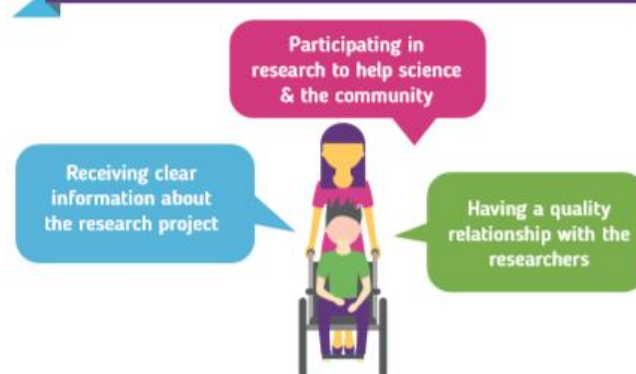 Participating in
research to help science
& the community
Receiving clear
information about
the research project
Having a quality
relationship with the
researchers